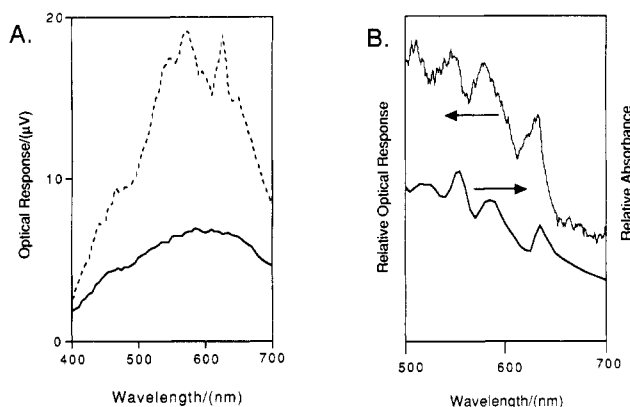 A.
20
10
0
400
500
600
700
Optical Response/(μV)
Wavelength/(nm)
B.
Relative Optical Response
Relative Absorbance
500
600
700
Wavelength/(nm)